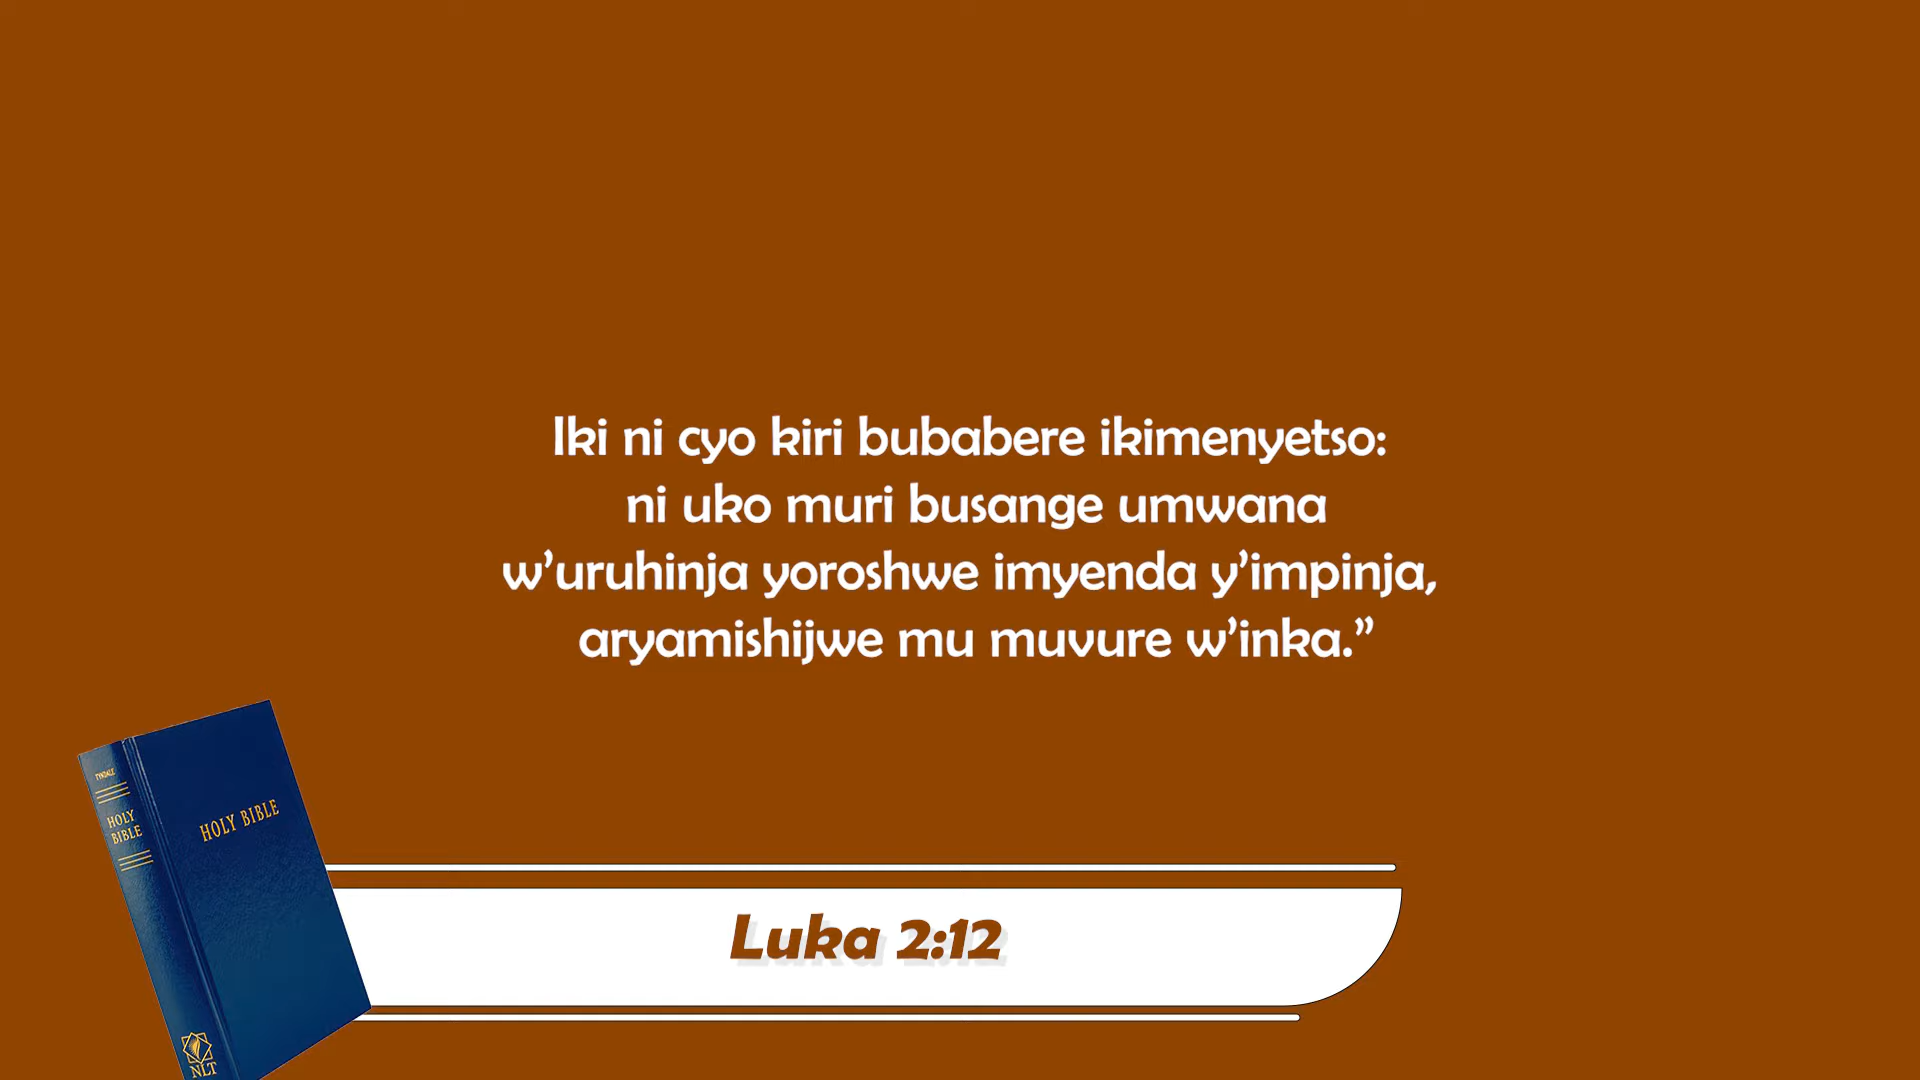 Iki ni cyo kiri bubabere ikimenyetso:
ni uko muri busange umwana
w’uruhinja yoroshwe imyenda y’impinja,
aryamishijwe mu muvure w’inka.”
TYNDALE
HOLY
BIBLE
HOLY BIBLE
NLT
Luka 2:12